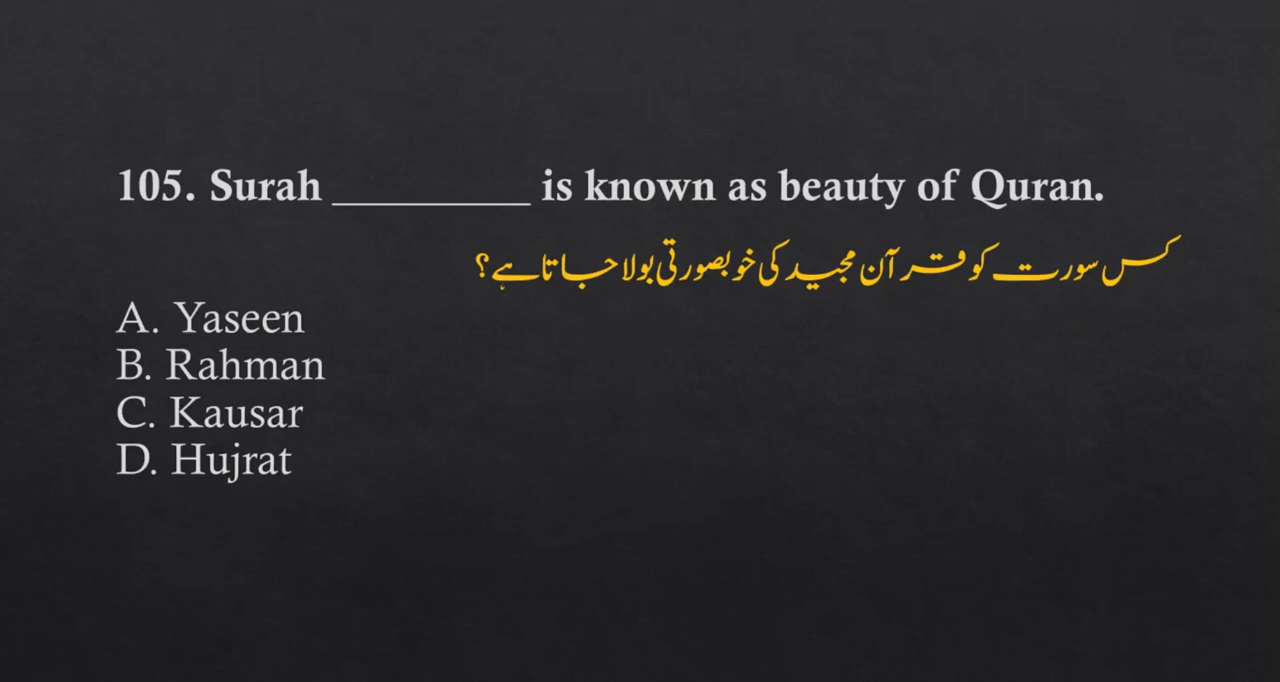 105. Surah _________ is known as beauty of Quran.
کس سورت کو قرآن مجید کی خوبصورتی بولا جاتا ہے؟
A. Yaseen
B. Rahman
C. Kausar
D. Hujrat